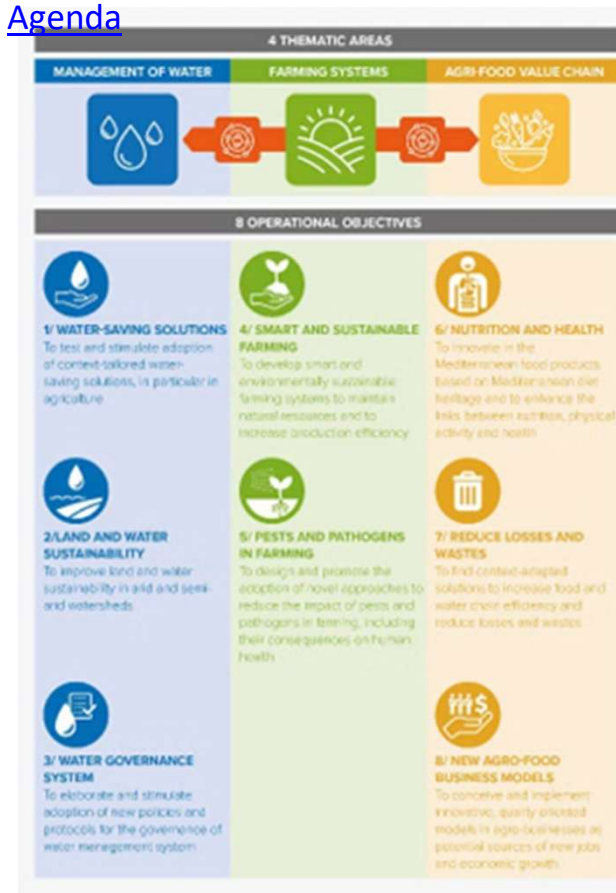 Agenda
4 THEMATIC AREAS
MANAGEMENT OF WATER
FARMING SYSTEMS
AGRI-FOOD VALUE CHAIN
8 OPERATIONAL OBJECTIVES
1/ WATER-SAVING SOLUTIONS
To test and stimulate adoption
of context-tailored water-
saving solutions, in particular in
agriculture
2/LAND AND WATER
SUSTAINABILITY
To improve land and water
sustainability in arid and semi-
arid watersheds
3/ WATER GOVERNANCE
SYSTEM
To elaborate and stimulate
adoption of new policies and
protocols for the governance of
water management system
4/ SMART AND SUSTAINABLE
FARMING
To develop smart and
environmentally sustainable
farming systems to maintain
natural resources and to
increase production efficiency
5/ PESTS AND PATHOGENS
IN FARMING
To design and promote the
adoption of novel approaches to
reduce the impact of pests and
pathogens in farming, including
their consequences on human
health
6/ NUTRITION AND HEALTH
To innovate in the
Mediterranean food products
based on Mediterranean diet
heritage and to enhance the
links between nutrition, physical
activity and health
7/ REDUCE LOSSES AND
WASTES
To find context-adapted
solutions to increase food and
water chain efficiency and
reduce losses and wastes
8/ NEW AGRO-FOOD
BUSINESS MODELS
To conceive and implement
innovative, quality oriented
models in agro-businesses as
potential sources of new jobs
and economic growth